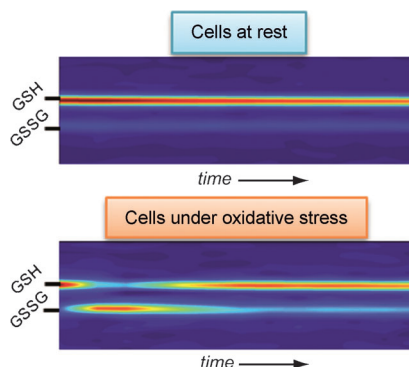 Cells at rest
GSH
GSSG
time
Cells under oxidative stress
GSH
GSSG
time